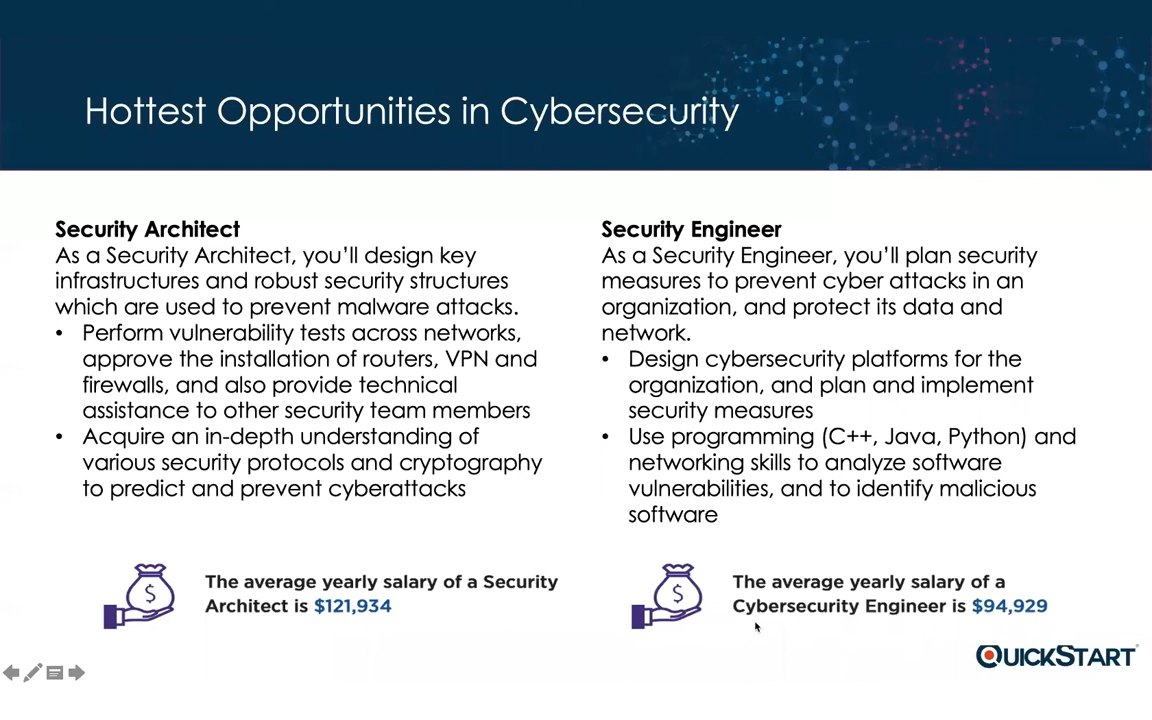 Hottest Opportunities in Cybersecurity
Security Architect
As a Security Architect, you’ll design key
infrastructures and robust security structures
which are used to prevent malware attacks.
• Perform vulnerability tests across networks,
approve the installation of routers, VPN and
firewalls, and also provide technical
assistance to other security team members
• Acquire an in-depth understanding of
various security protocols and cryptography
to predict and prevent cyberattacks
The average yearly salary of a Security
Architect is $121,934
Security Engineer
As a Security Engineer, you’ll plan security
measures to prevent cyber attacks in an
organization, and protect its data and
network.
• Design cybersecurity platforms for the
organization, and plan and implement
security measures
• Use programming (C++, Java, Python) and
networking skills to analyze software
vulnerabilities, and to identify malicious
software
The average yearly salary of a
Cybersecurity Engineer is $94,929
QUICKSTART